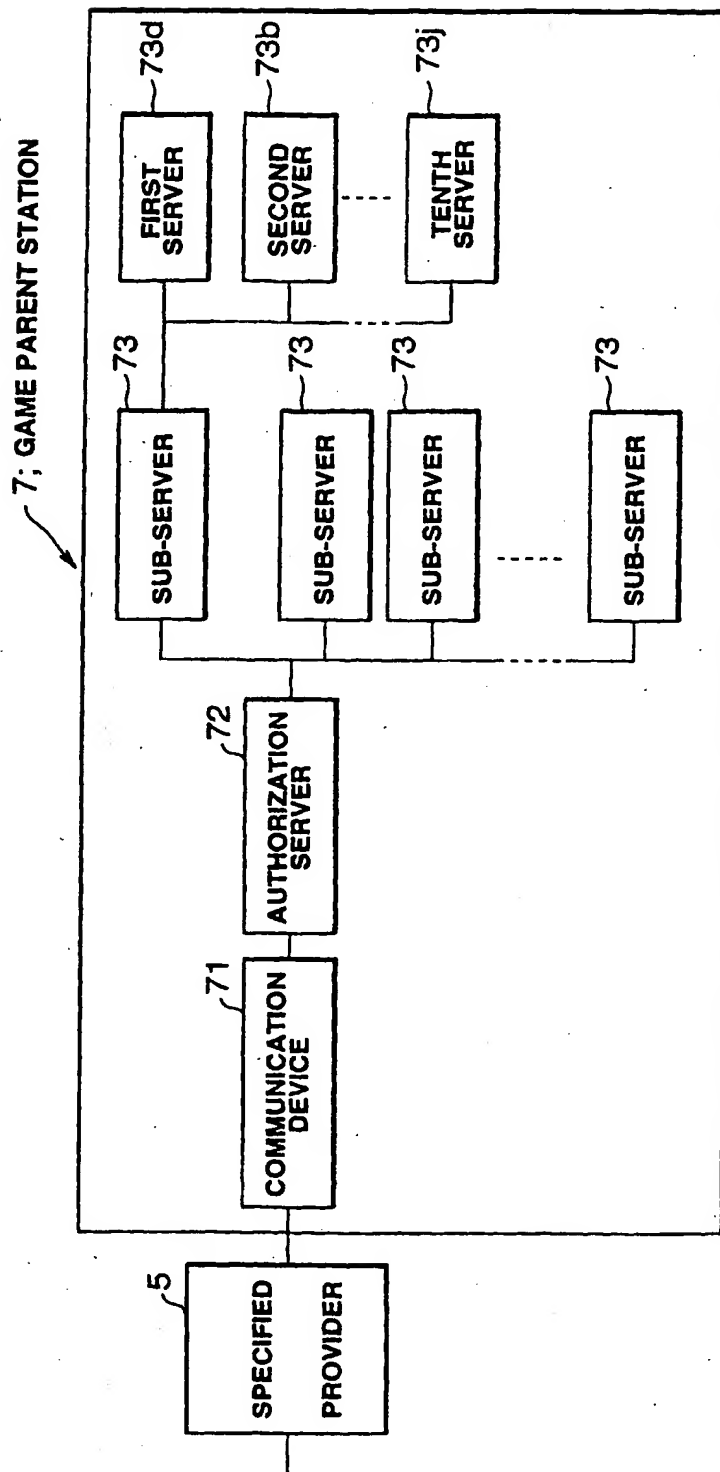 7; GAME PARENT STATION
5
SPECIFIED
PROVIDER
71
COMMUNICATION
DEVICE
72
AUTHORIZATION
SERVER
73
SUB-SERVER
73
SUB-SERVER
73
SUB-SERVER
73
SUB-SERVER
73d
FIRST
SERVER
73b
SECOND
SERVER
73j
TENTH
SERVER